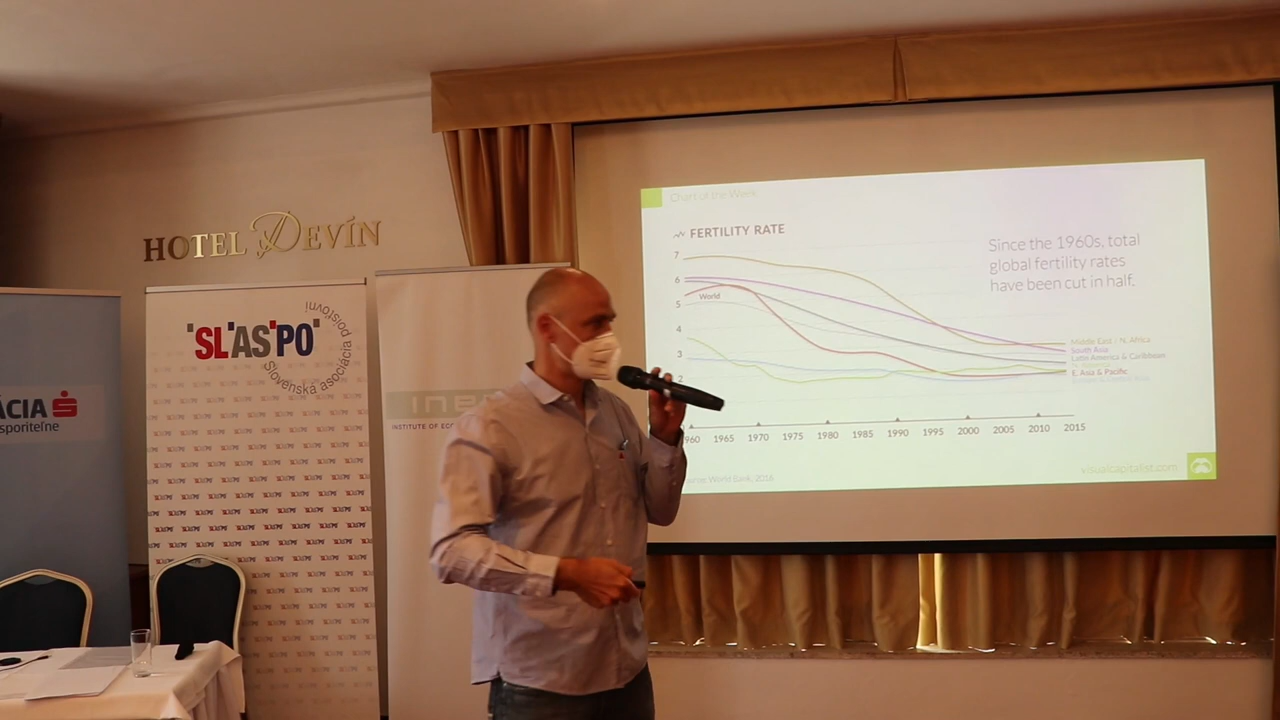 HOTEL DEVÍN
'SL'AS'PO'
Slovenská asociácia poisťovní
ÁCIA
sporiteľne
INSTITUTE OF ECO
Chart of the Week
FERTILITY RATE
Since the 1960s, total
global fertility rates
have been cut in half.
7
6
5
4
3
2
World
Middle East / N. Africa
South Asia
Latin America & Caribbean
E. Asia & Pacific
60
1965
1970
1975
1980
1985
1990
1995
2000
2005
2010
2015
World Bank, 2016
visualcapitalist.com